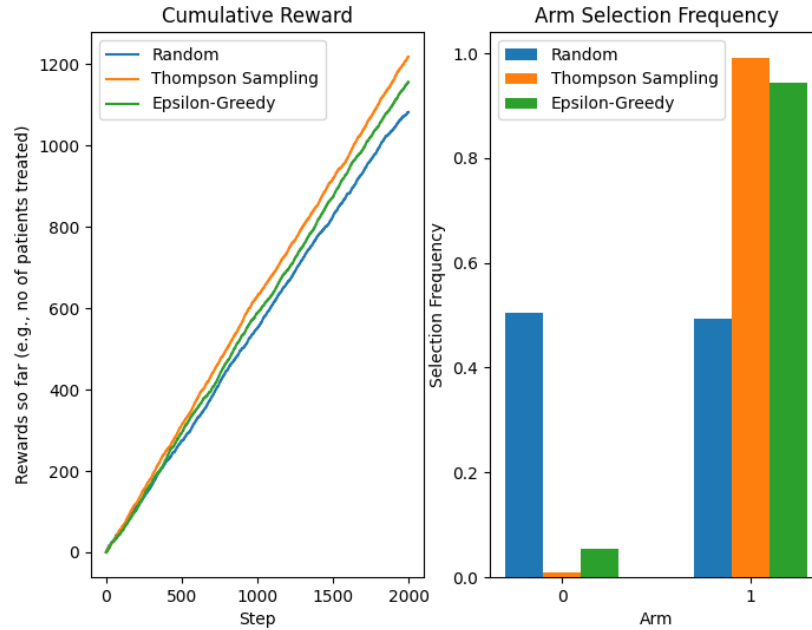 Cumulative Reward
Rewards so far (e.g., no of patients treated)
1200
1000
800
600
400
200
0
Random
Thompson Sampling
Epsilon-Greedy
0 500 1000 1500 2000
Step
Arm Selection Frequency
Selection Frequency
1.0
0.8
0.6
0.4
0.2
0.0
Random
Thompson Sampling
Epsilon-Greedy
0 1
Arm